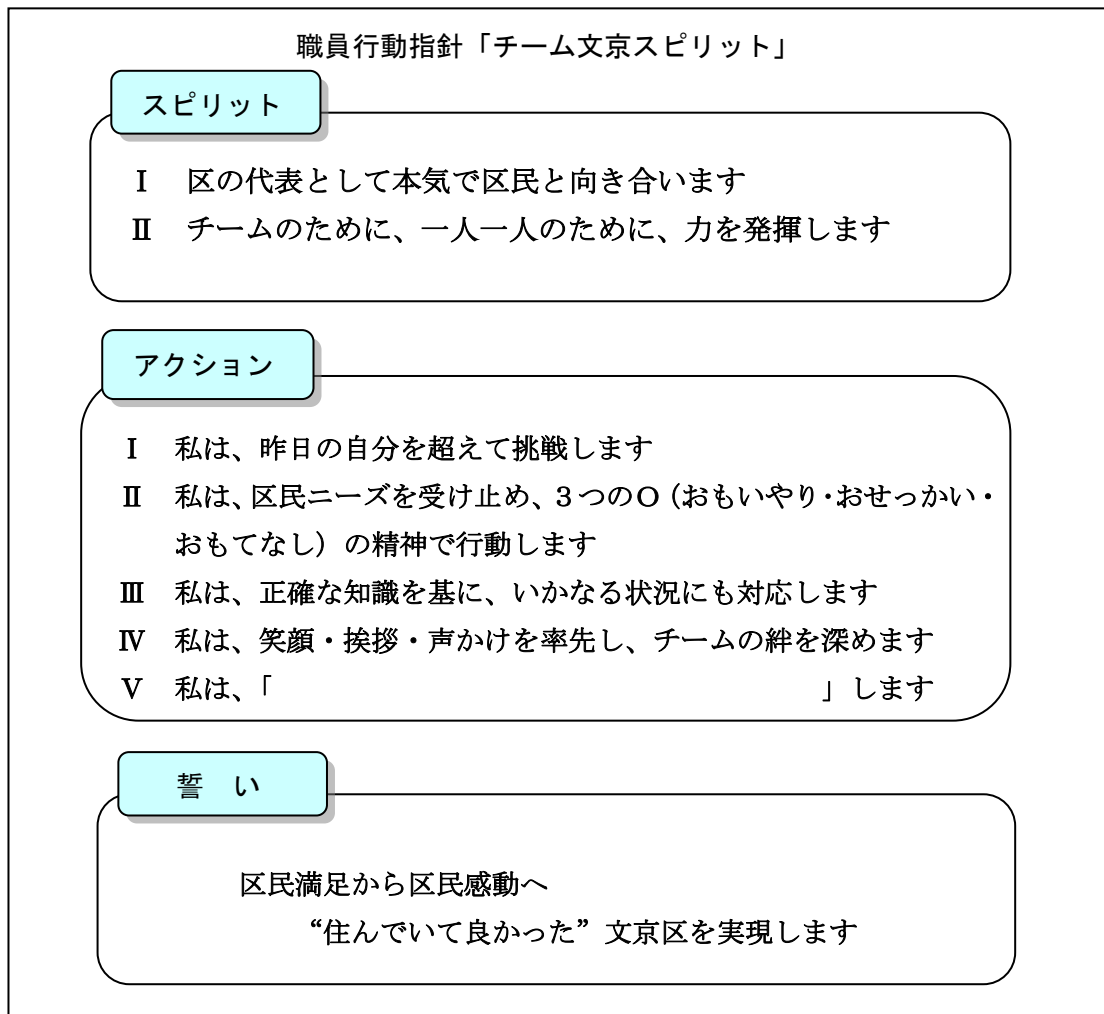 職員行動指針「チーム文京スピリット」
スピリット
Ⅰ 区の代表として本気で区民と向き合います
Ⅱ チームのために、一人一人のために、力を発揮します
アクション
Ⅰ 私は、昨日の自分を超えて挑戦します
Ⅱ 私は、区民ニーズを受け止め、３つのＯ（おもいやり・おせっかい・
おもてなし）の精神で行動します
Ⅲ 私は、正確な知識を基に、いかなる状況にも対応します
Ⅳ 私は、笑顔・挨拶・声かけを率先し、チームの絆を深めます
Ⅴ 私は、「　　　　　　　　　　　　　　　　　　　」します
誓　い
区民満足から区民感動へ
“住んでいて良かった”文京区を実現します